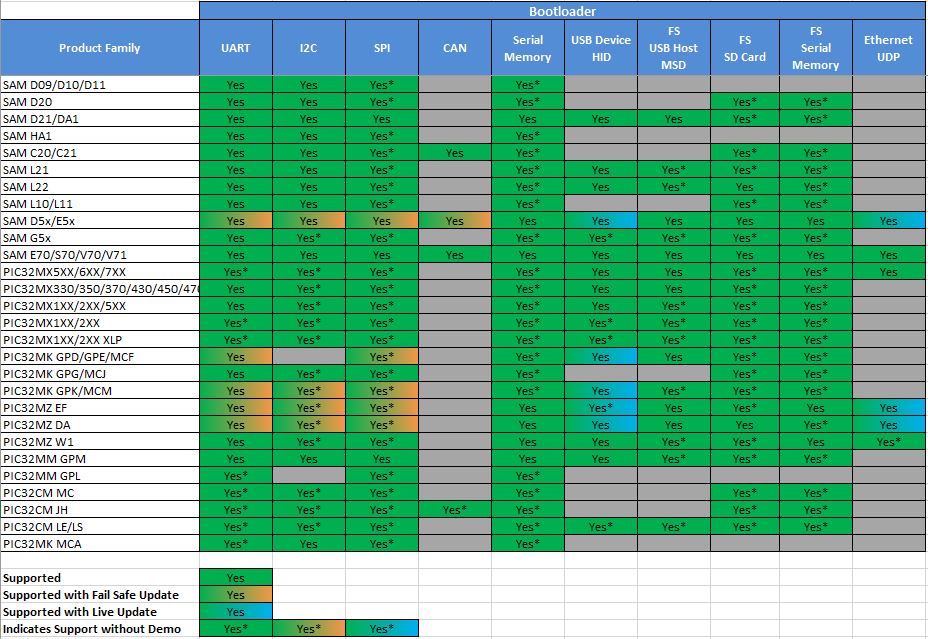 Bootloader
Product Family UART I2C SPI CAN Serial Memory USB Device HID FS USB Host MSD FS SD Card FS Serial Memory Ethernet UDP
SAM D09/D10/D11 Yes Yes Yes* Yes*
SAM D20 Yes Yes Yes* Yes* Yes* Yes*
SAM D21/DA1 Yes Yes Yes Yes Yes Yes Yes* Yes*
SAM HA1 Yes Yes Yes* Yes*
SAM C20/C21 Yes Yes Yes* Yes Yes* Yes* Yes*
SAM L21 Yes Yes Yes* Yes* Yes Yes* Yes* Yes*
SAM L22 Yes Yes Yes* Yes* Yes Yes* Yes Yes*
SAM L10/L11 Yes Yes Yes* Yes* Yes* Yes*
SAM D5x/E5x Yes Yes Yes Yes Yes Yes Yes Yes Yes Yes
SAM G5x Yes Yes* Yes* Yes* Yes* Yes* Yes* Yes*
SAM E70/S70/V70/V71 Yes Yes Yes Yes Yes Yes Yes Yes Yes Yes
PIC32MX5XX/6XX/7XX Yes* Yes* Yes* Yes* Yes Yes Yes* Yes* Yes
PIC32MX330/350/370/430/450/470 Yes Yes* Yes* Yes* Yes Yes* Yes* Yes*
PIC32MX1XX/2XX/5XX Yes Yes Yes* Yes* Yes Yes* Yes* Yes*
PIC32MX1XX/2XX Yes* Yes* Yes* Yes* Yes* Yes* Yes* Yes*
PIC32MX1XX/2XX XLP Yes Yes* Yes* Yes* Yes* Yes* Yes* Yes*
PIC32MK GPD/GPE/MCF Yes Yes* Yes* Yes Yes Yes* Yes*
PIC32MK GPG/MCJ Yes Yes* Yes* Yes* Yes* Yes*
PIC32MK GPK/MCM Yes Yes* Yes* Yes* Yes Yes* Yes* Yes*
PIC32MZ EF Yes Yes* Yes* Yes Yes* Yes Yes Yes Yes
PIC32MZ DA Yes Yes* Yes* Yes Yes Yes Yes* Yes* Yes
PIC32MZ W1 Yes Yes* Yes* Yes Yes Yes* Yes* Yes Yes*
PIC32MM GPM Yes Yes Yes Yes* Yes Yes* Yes* Yes*
PIC32MM GPL Yes* Yes* Yes*
PIC32CM MC Yes* Yes* Yes* Yes* Yes* Yes*
PIC32CM JH Yes* Yes* Yes* Yes* Yes* Yes* Yes*
PIC32CM LE/LS Yes* Yes* Yes* Yes* Yes* Yes* Yes* Yes*
PIC32MK MCA Yes* Yes Yes* Yes*
Supported Yes
Supported with Fail Safe Update Yes
Supported with Live Update Yes
Indicates Support without Demo Yes* Yes* Yes*